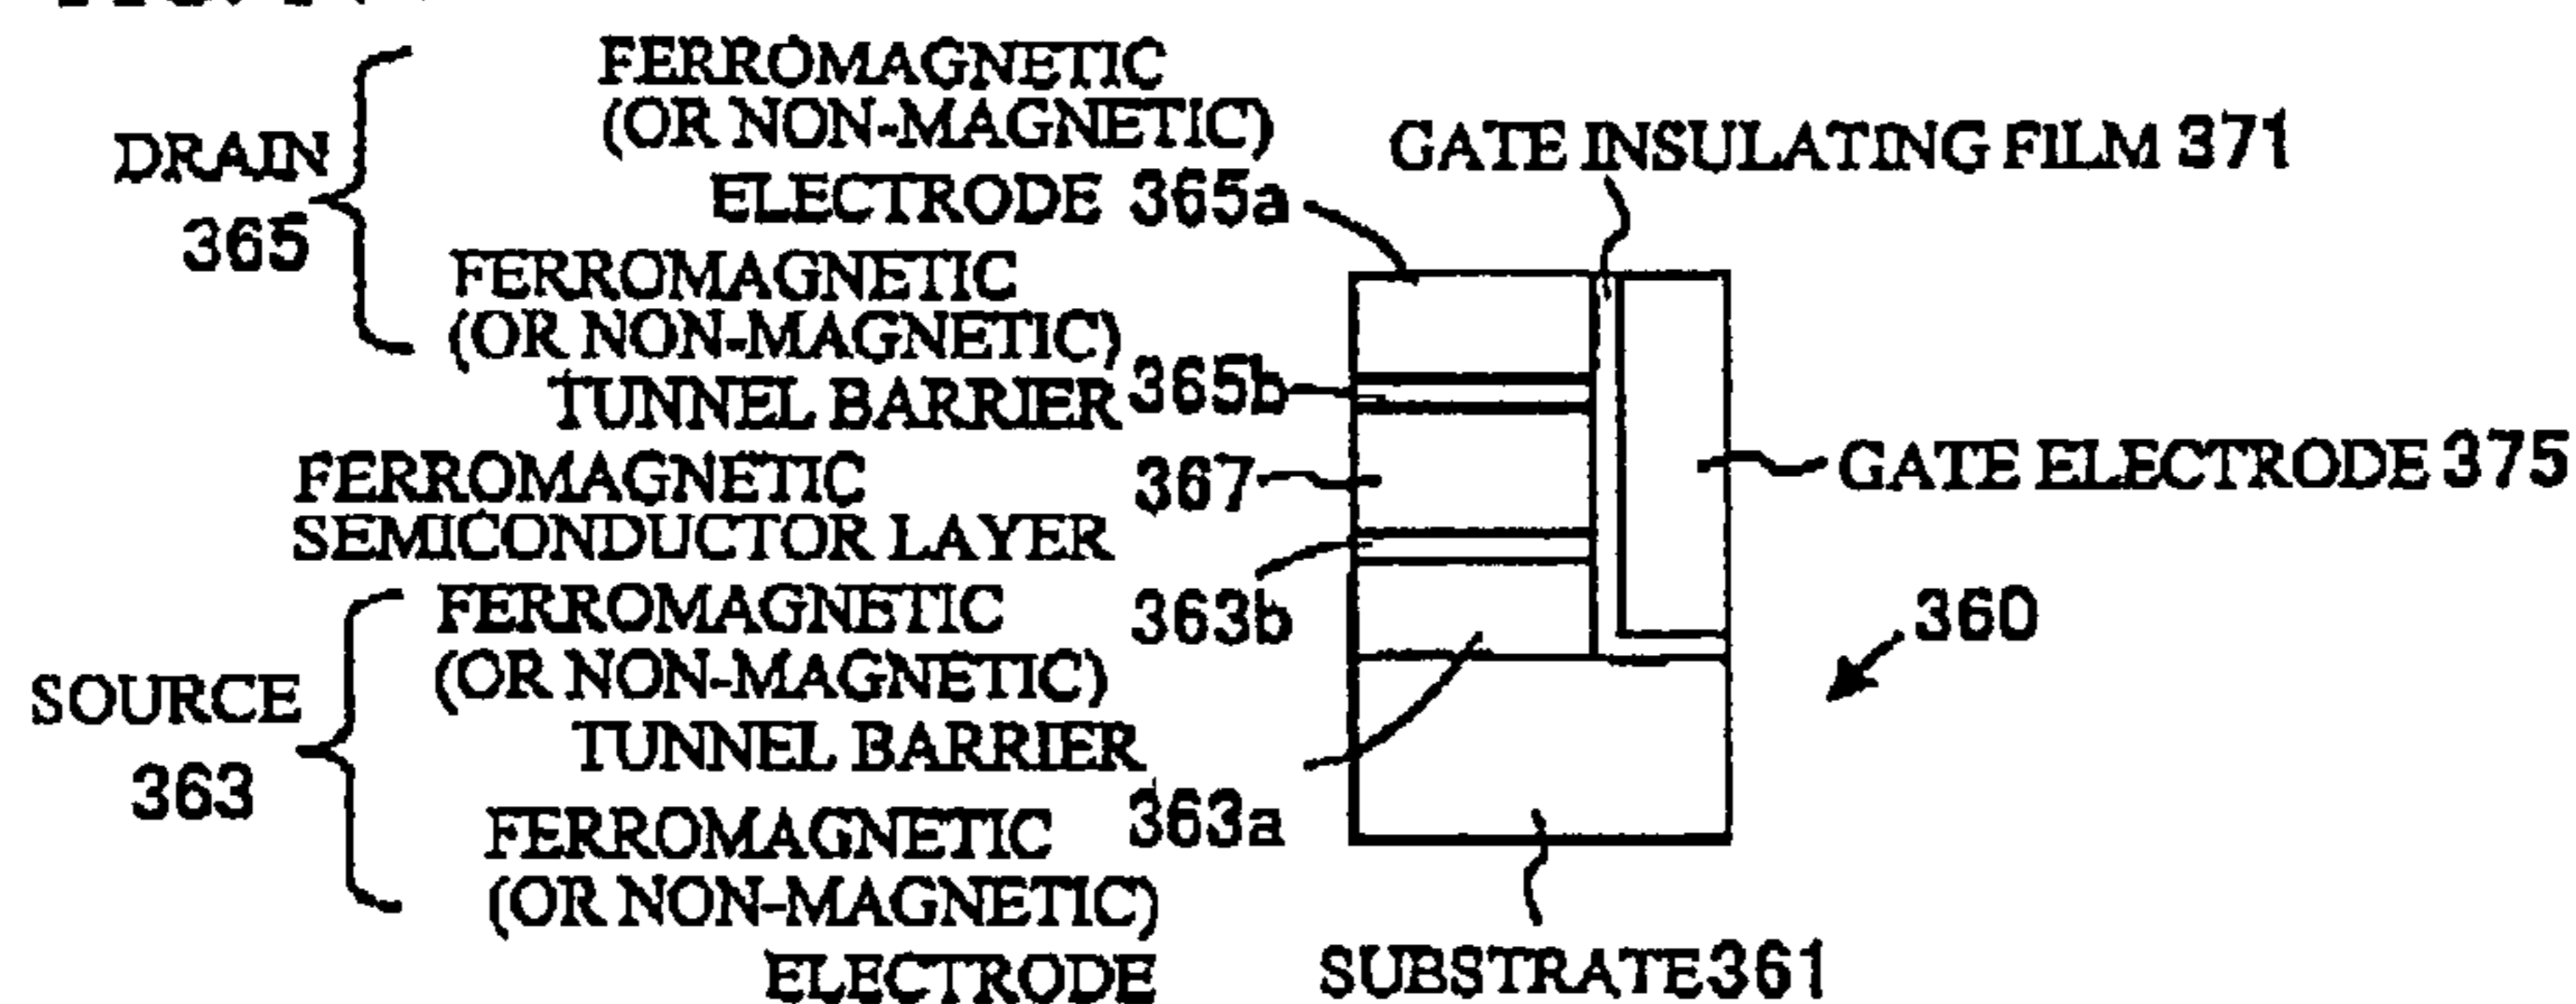 FERROMAGNETIC
(OR NON-MAGNETIC)
ELECTRODE 365a
DRAIN
365
GATE INSULATING FILM 371
FERROMAGNETIC
(OR NON-MAGNETIC)
TUNNEL BARRIER 365b
FERROMAGNETIC
SEMICONDUCTOR LAYER
367
GATE ELECTRODE 375
FERROMAGNETIC
(OR NON-MAGNETIC)
TUNNEL BARRIER
363b
360
SOURCE
363
363a
FERROMAGNETIC
(OR NON-MAGNETIC)
ELECTRODE
SUBSTRATE 361